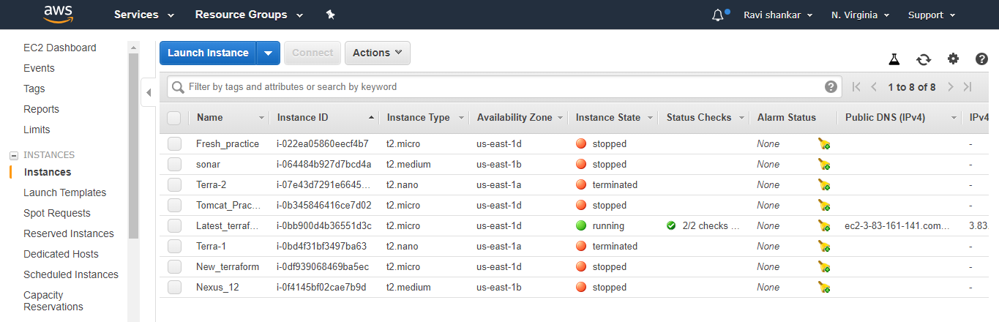 aws Services Resource Groups Ravi shankar N. Virginia Support
EC2 Dashboard
Events
Tags
Reports
Limits
INSTANCES
Instances
Launch Templates
Spot Requests
Reserved Instances
Dedicated Hosts
Scheduled Instances
Capacity
Reservations
Launch Instance Connect Actions
Filter by tags and attributes or search by keyword 1 to 8 of 8
Name Instance ID Instance Type Availability Zone Instance State Status Checks Alarm Status Public DNS (IPv4) IPv4
Fresh_practice i-022ea05860eecf4b7 t2.micro us-east-1d stopped None -
sonar i-064484b927d7bcd4a t2.medium us-east-1b stopped None -
Terra-2 i-07e43d7291e6645... t2.nano us-east-1a terminated None -
Tomcat_Prac... i-0b345846416ce7d02 t2.micro us-east-1d stopped None -
Latest_terraf... i-0bb900d4b36551d3c t2.micro us-east-1d running 2/2 checks ... None ec2-3-83-161-141.com... 3.83.
Terra-1 i-0bd4f31bf3497ba63 t2.nano us-east-1a terminated None -
New_terraform i-0df939068469ba5ec t2.micro us-east-1d stopped None -
Nexus_12 i-0f4145bf02cae7b9d t2.medium us-east-1b stopped None -